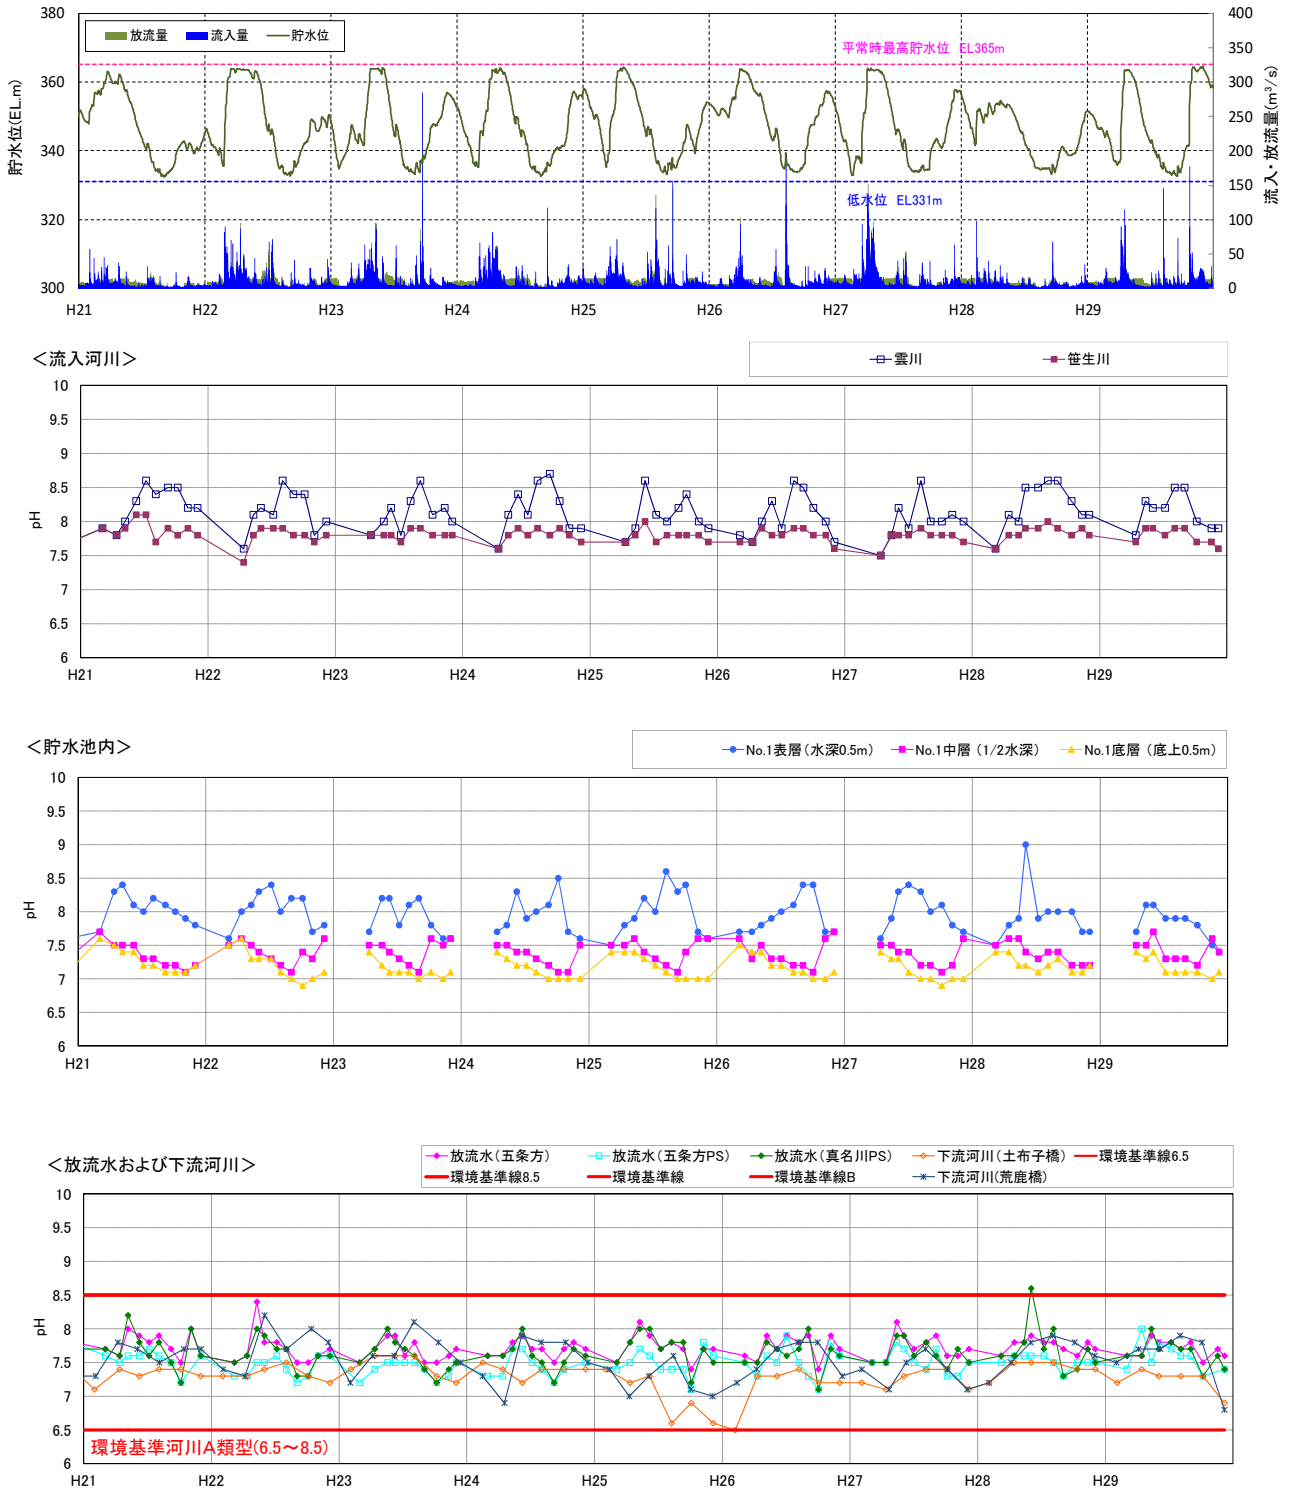 放流量 流入量 貯水位
貯水位(EL.m)
380
360
340
320
300
平常時最高貯水位 EL365m
低水位 EL331m
流入・放流量(m³/s)
400
350
300
250
200
150
100
50
0
H21 H22 H23 H24 H25 H26 H27 H28 H29
＜流入河川＞
雲川 笹生川
pH
10
9.5
9
8.5
8
7.5
7
6.5
6
H21 H22 H23 H24 H25 H26 H27 H28 H29
＜貯水池内＞
No.1表層（水深0.5m） No.1中層（1/2水深） No.1底層（底上0.5m）
pH
10
9.5
9
8.5
8
7.5
7
6.5
6
H21 H22 H23 H24 H25 H26 H27 H28 H29
＜放流水および下流河川＞
放流水（五条方） 放流水（五条方PS） 放流水（真名川PS） 下流河川（土布子橋） 環境基準線6.5
環境基準線8.5 環境基準線 環境基準線B 下流河川(荒鹿橋)
pH
10
9.5
9
8.5
8
7.5
7
6.5
6
環境基準河川A類型(6.5～8.5)
H21 H22 H23 H24 H25 H26 H27 H28 H29